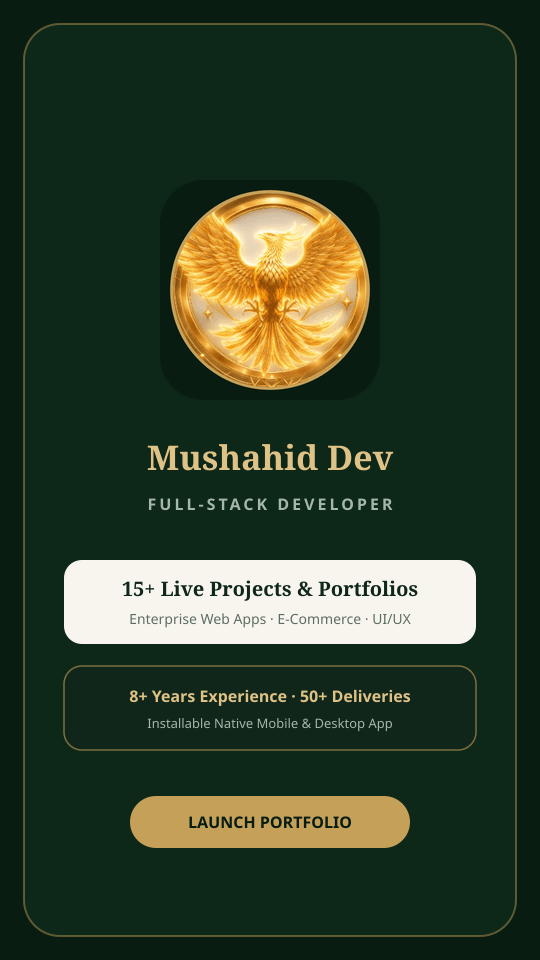 Mushahid Dev
FULL-STACK DEVELOPER
15+ Live Projects & Portfolios
Enterprise Web Apps · E-Commerce · UI/UX
8+ Years Experience · 50+ Deliveries
Installable Native Mobile & Desktop App
LAUNCH PORTFOLIO